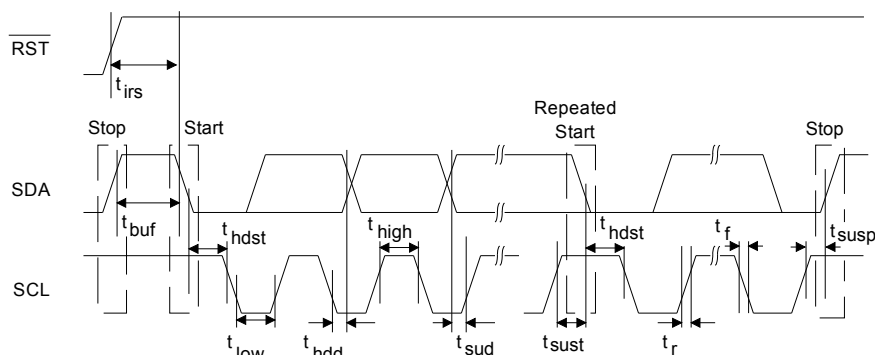 RST
t irs
Stop
Start
Repeated
Start
Stop
SDA
t buf
t hdst
t high
t hdst
t f
t susp
SCL
t low
t hdd
t sud
t sust
t r